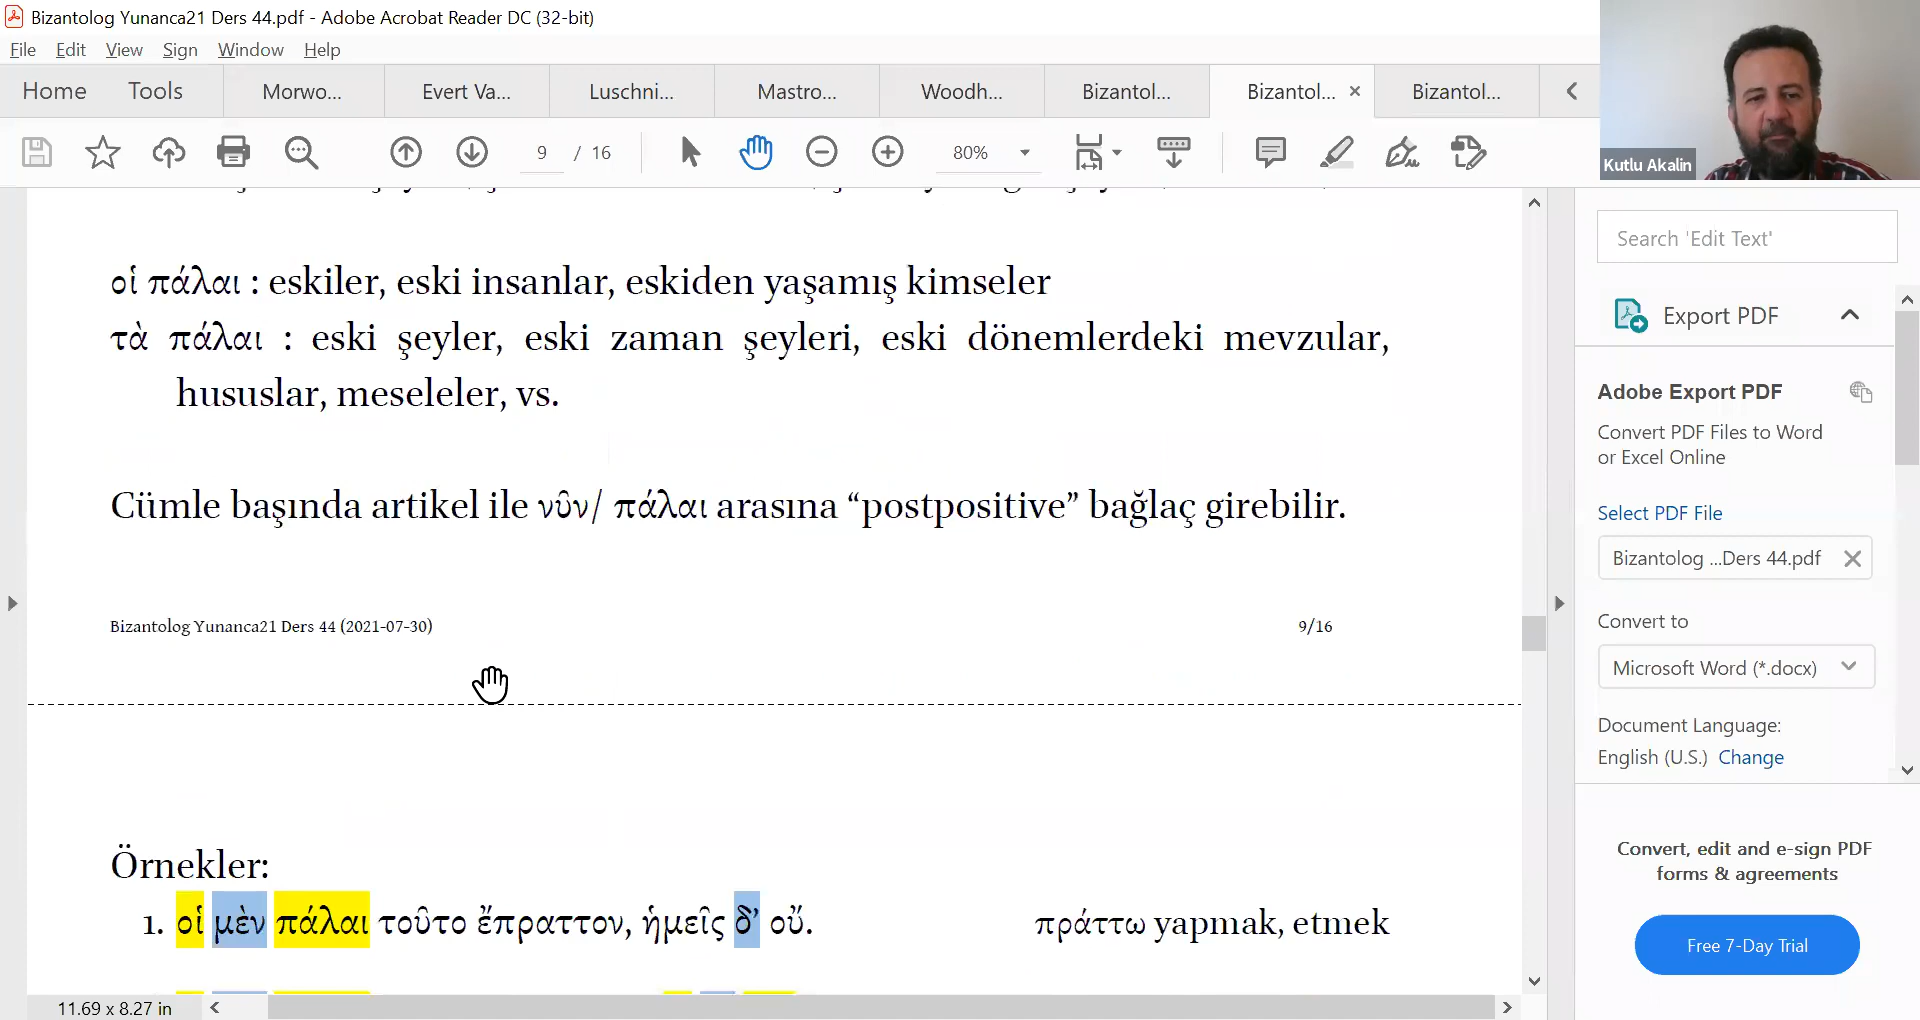 Bizantolog Yunanca21 Ders 44.pdf - Adobe Acrobat Reader DC (32-bit)
File Edit View Sign Window Help
Home Tools Morwo... Evert Va... Luschni... Mastro... Woodh... Bizantol... Bizantol... Bizantol...
9 / 16 80%
Kutlu Akalin
οἱ πάλαι : eskiler, eski insanlar, eskiden yaşamış kimseler
τὰ πάλαι : eski şeyler, eski zaman şeyleri, eski dönemlerdeki mevzular,
hususlar, meseleler, vs.
Cümle başında artikel ile νῦν/ πάλαι arasına “postpositive” bağlaç girebilir.
Bizantolog Yunanca21 Ders 44 (2021-07-30) 9/16
Örnekler:
1. οἱ μὲν πάλαι τοῦτο ἔπραττον, ἡμεῖς δ’ οὔ. πράττω yapmak, etmek
11.69 x 8.27 in
Search 'Edit Text'
Export PDF
Adobe Export PDF
Convert PDF Files to Word
or Excel Online
Select PDF File
Bizantolog ...Ders 44.pdf
Convert to
Microsoft Word (*.docx)
Document Language:
English (U.S.) Change
Convert, edit and e-sign PDF
forms & agreements
Free 7-Day Trial